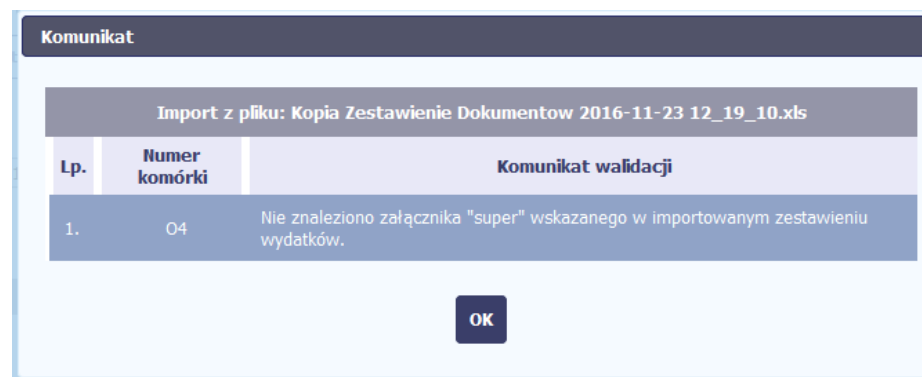 Komunikat
Import z pliku: Kopia Zestawienie Dokumentow 2016-11-23 12_19_10.xls
Lp.
Numer
komórki
Komunikat walidacji
1.
O4
Nie znaleziono załącznika "super" wskazanego w importowanym zestawieniu
wydatków.
OK